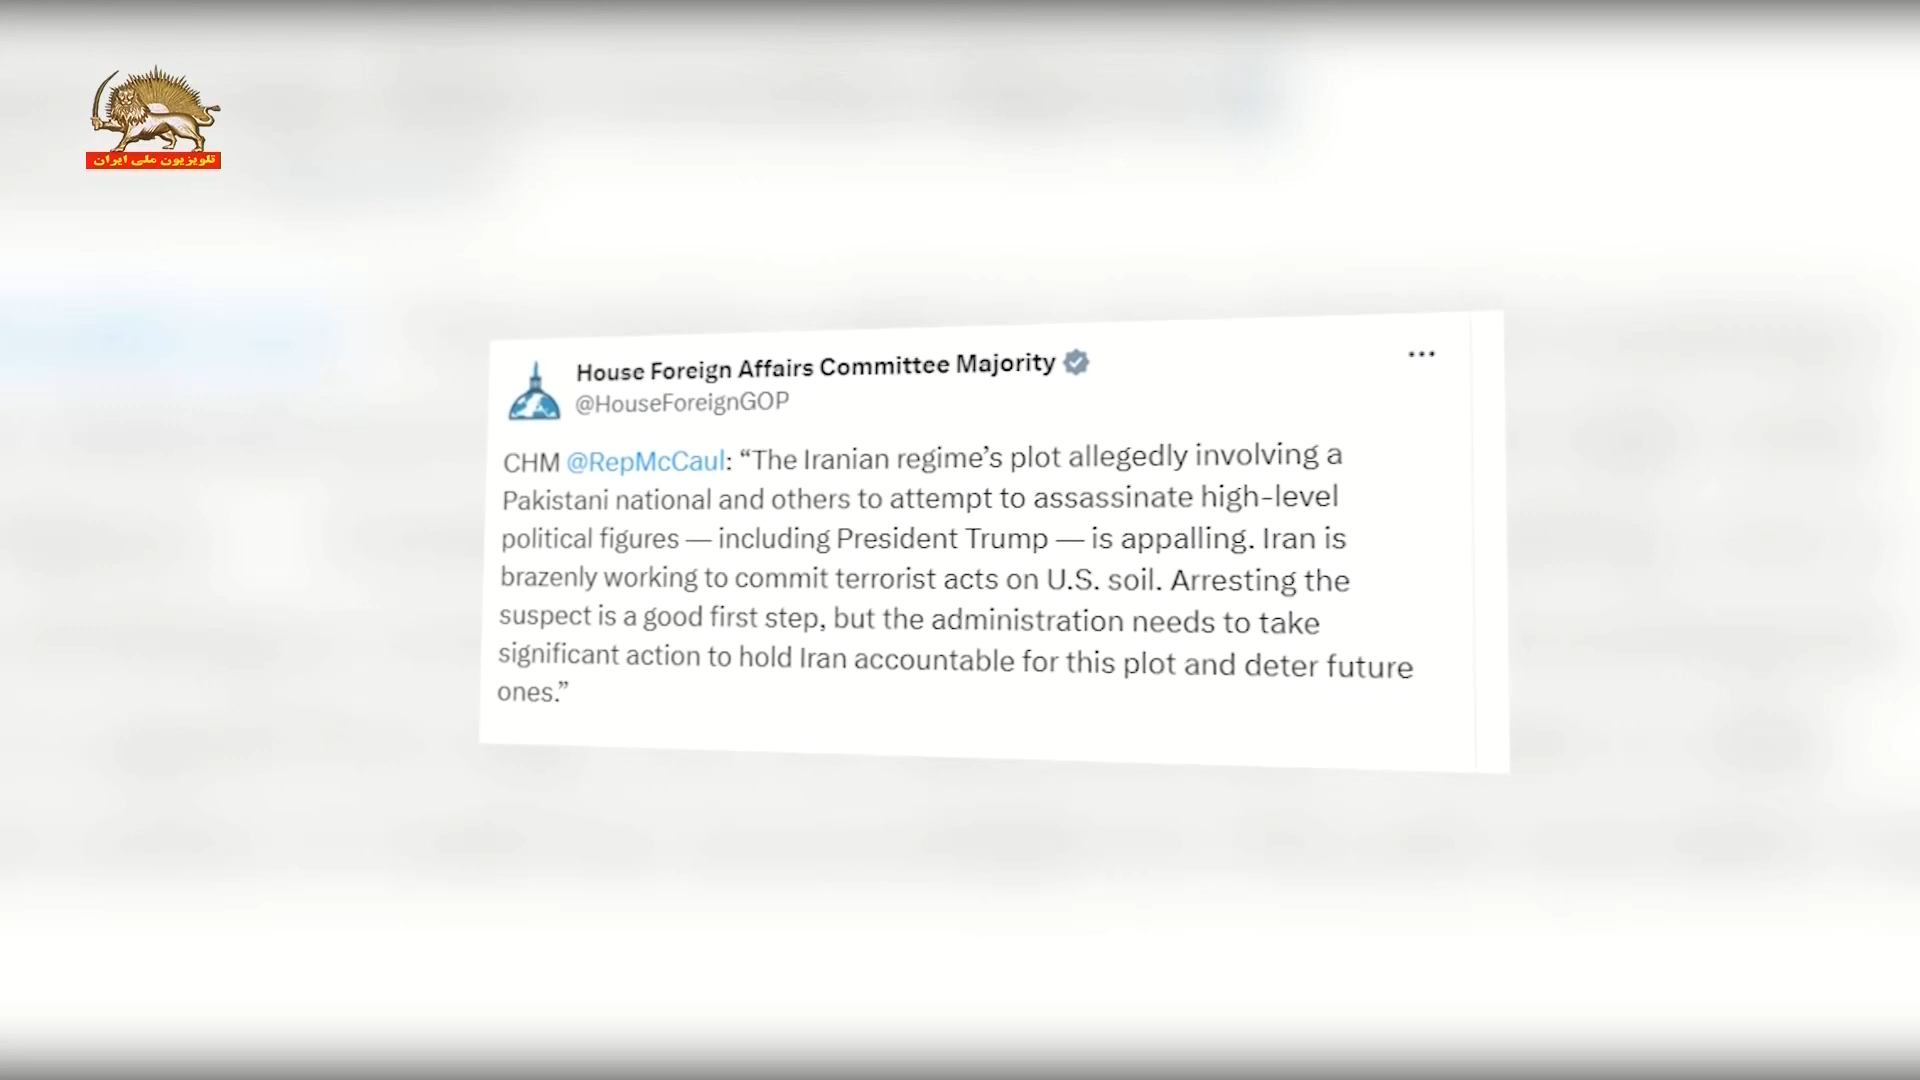 تلویزیون ملی ایران
House Foreign Affairs Committee Majority
@HouseForeignGOP
CHM @RepMcCaul: “The Iranian regime’s plot allegedly involving a
Pakistani national and others to attempt to assassinate high-level
political figures — including President Trump — is appalling. Iran is
brazenly working to commit terrorist acts on U.S. soil. Arresting the
suspect is a good first step, but the administration needs to take
significant action to hold Iran accountable for this plot and deter future
ones.”